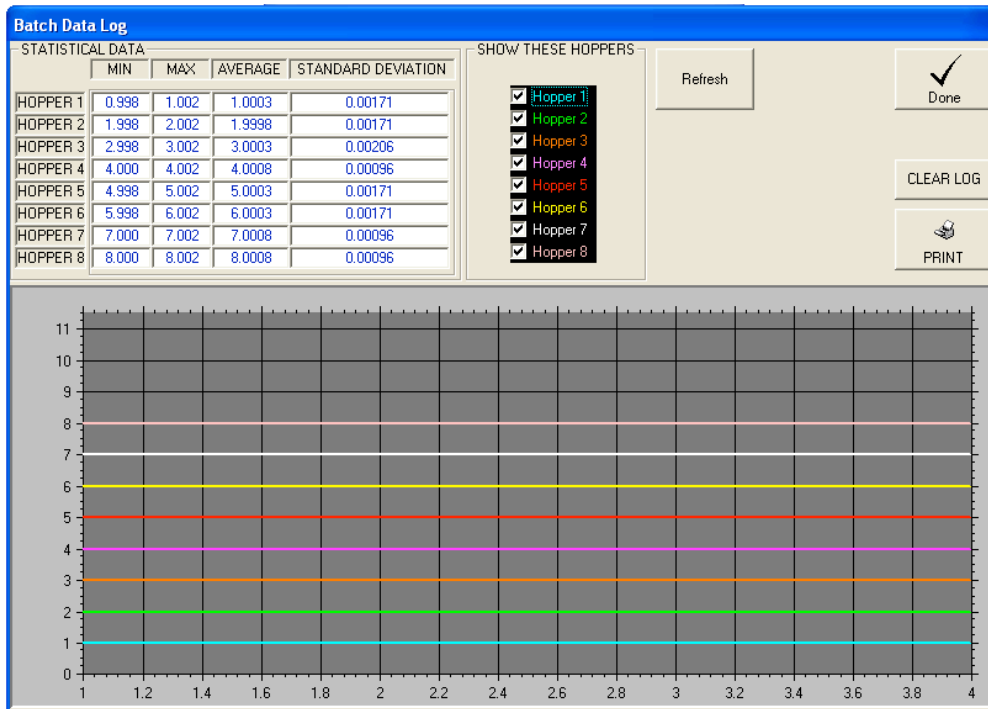 Batch Data Log
STATISTICAL DATA
MIN MAX AVERAGE STANDARD DEVIATION
HOPPER 1 0.998 1.002 1.0003 0.00171
HOPPER 2 1.998 2.002 1.9998 0.00171
HOPPER 3 2.998 3.002 3.0003 0.00206
HOPPER 4 4.000 4.002 4.0008 0.00096
HOPPER 5 4.998 5.002 5.0003 0.00171
HOPPER 6 5.998 6.002 6.0003 0.00171
HOPPER 7 7.000 7.002 7.0008 0.00096
HOPPER 8 8.000 8.002 8.0008 0.00096
SHOW THESE HOPPERS
Hopper 1
Hopper 2
Hopper 3
Hopper 4
Hopper 5
Hopper 6
Hopper 7
Hopper 8
Refresh
Done
CLEAR LOG
PRINT
11
10
9
8
7
6
5
4
3
2
1
0
1 1.2 1.4 1.6 1.8 2 2.2 2.4 2.6 2.8 3 3.2 3.4 3.6 3.8 4